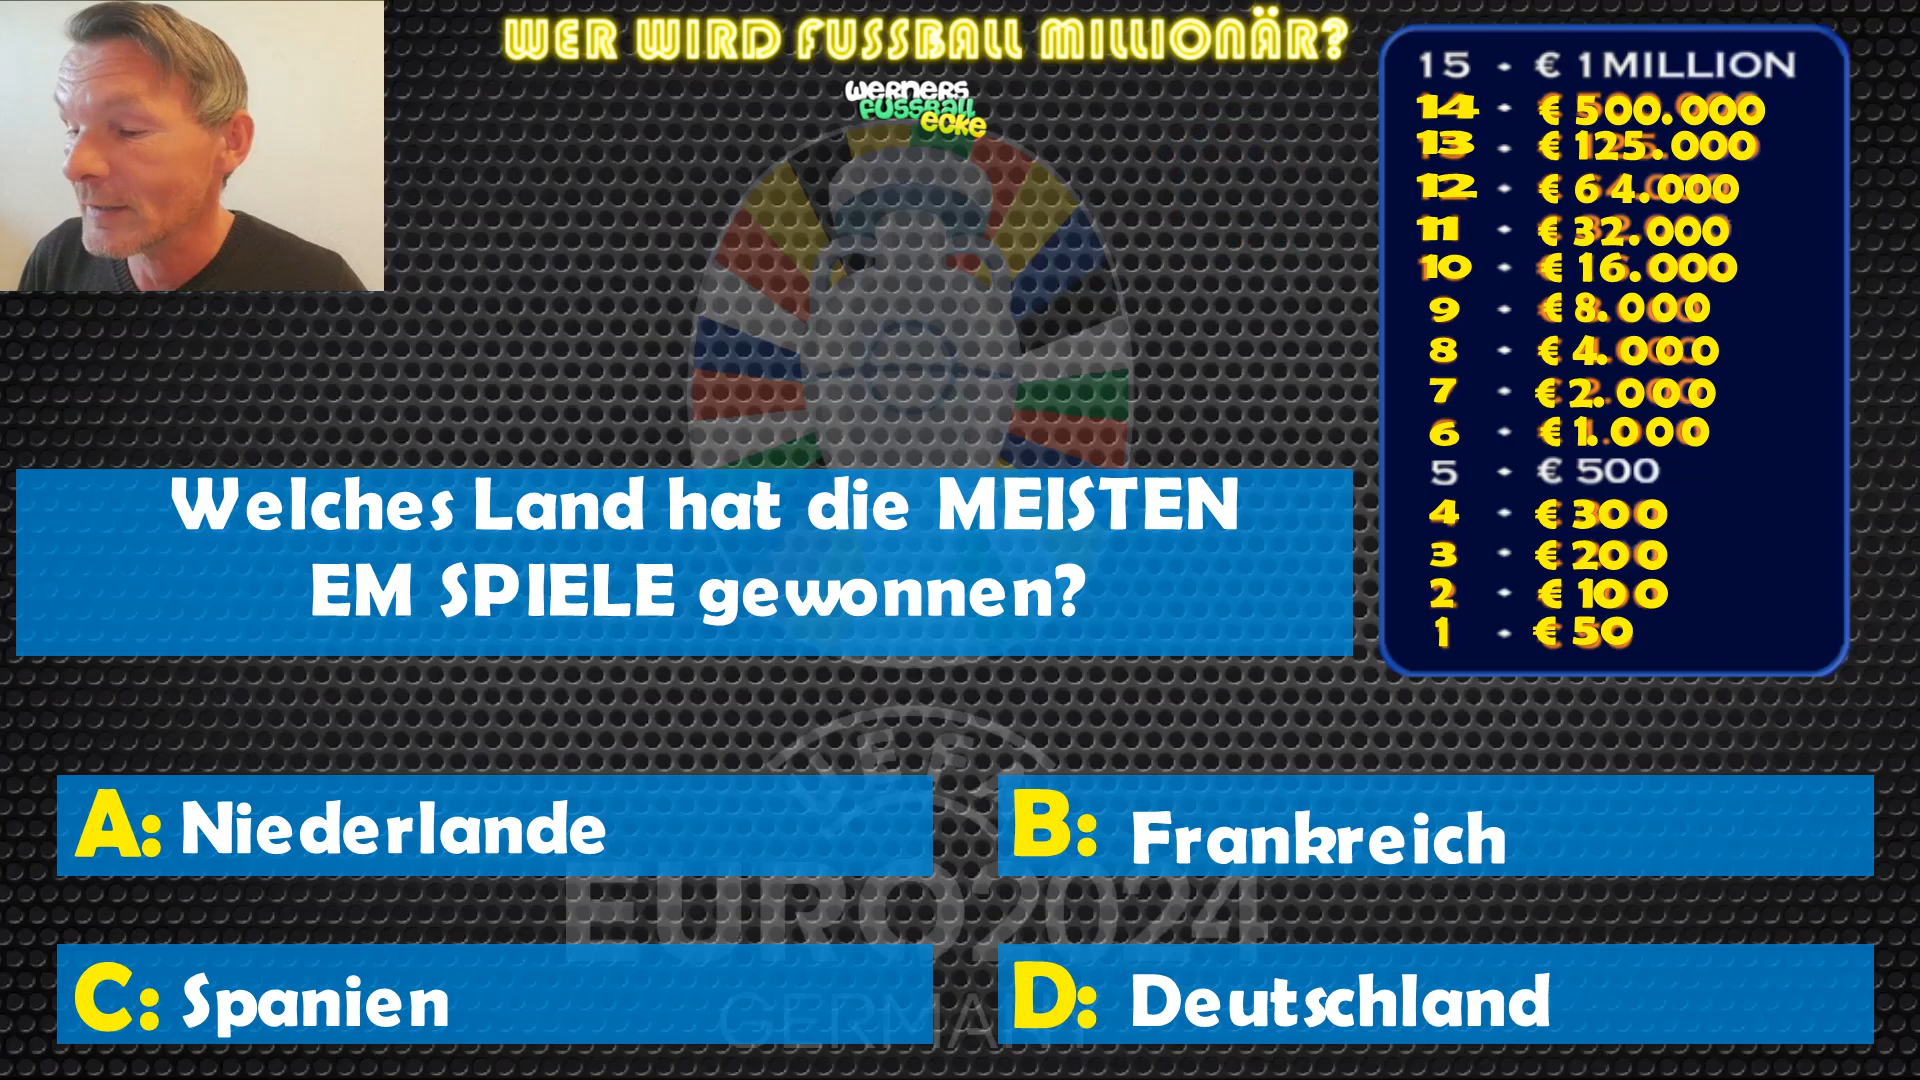 WER WIRD FUSSBALL MILLIONÄR?
werners
FUSSBALL
ecke
15 · € 1 MILLION
14 · € 500.000
13 · € 125.000
12 · € 64.000
11 · € 32.000
10 · € 16.000
9 · € 8.000
8 · € 4.000
7 · € 2.000
6 · € 1.000
5 · € 500
4 · € 300
3 · € 200
2 · € 100
1 · € 50
Welches Land hat die MEISTEN
EM SPIELE gewonnen?
UEFA
A: Niederlande
B: Frankreich
EURO2024
C: Spanien
D: Deutschland
GERMANY